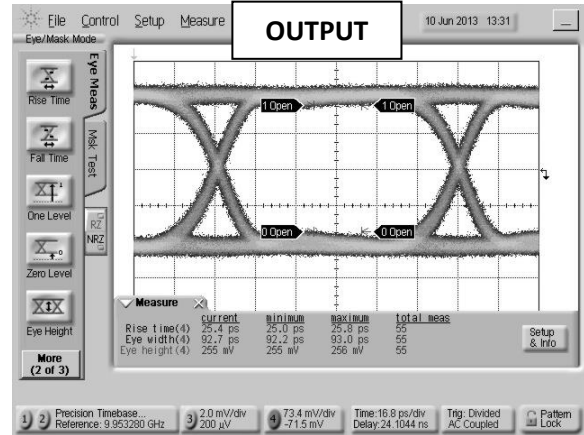 File Control Setup Measure
OUTPUT
10 Jun 2013 13:31
Eye/Mask Mode
Eye Meas
Msk Test
RZ
NRZ
Rise Time
Fall Time
One Level
Zero Level
Eye Height
More
(2 of 3)
1 Open 1 Open
0 Open 0 Open
Measure
current minimum maximum total meas
Rise time(4) 25.4 ps 25.0 ps 25.8 ps 55
Eye width(4) 92.7 ps 92.2 ps 93.0 ps 55
Eye height(4) 255 mV 255 mV 256 mV 55
Setup
& Info
1 2 Precision Timebase...
Reference: 9.953280 GHz
3 2.0 mV/div
200 µV
4 73.4 mV/div
-71.5 mV
Time:16.8 ps/div
Delay:24.1044 ns
Trig: Divided
AC Coupled
Pattern
Lock